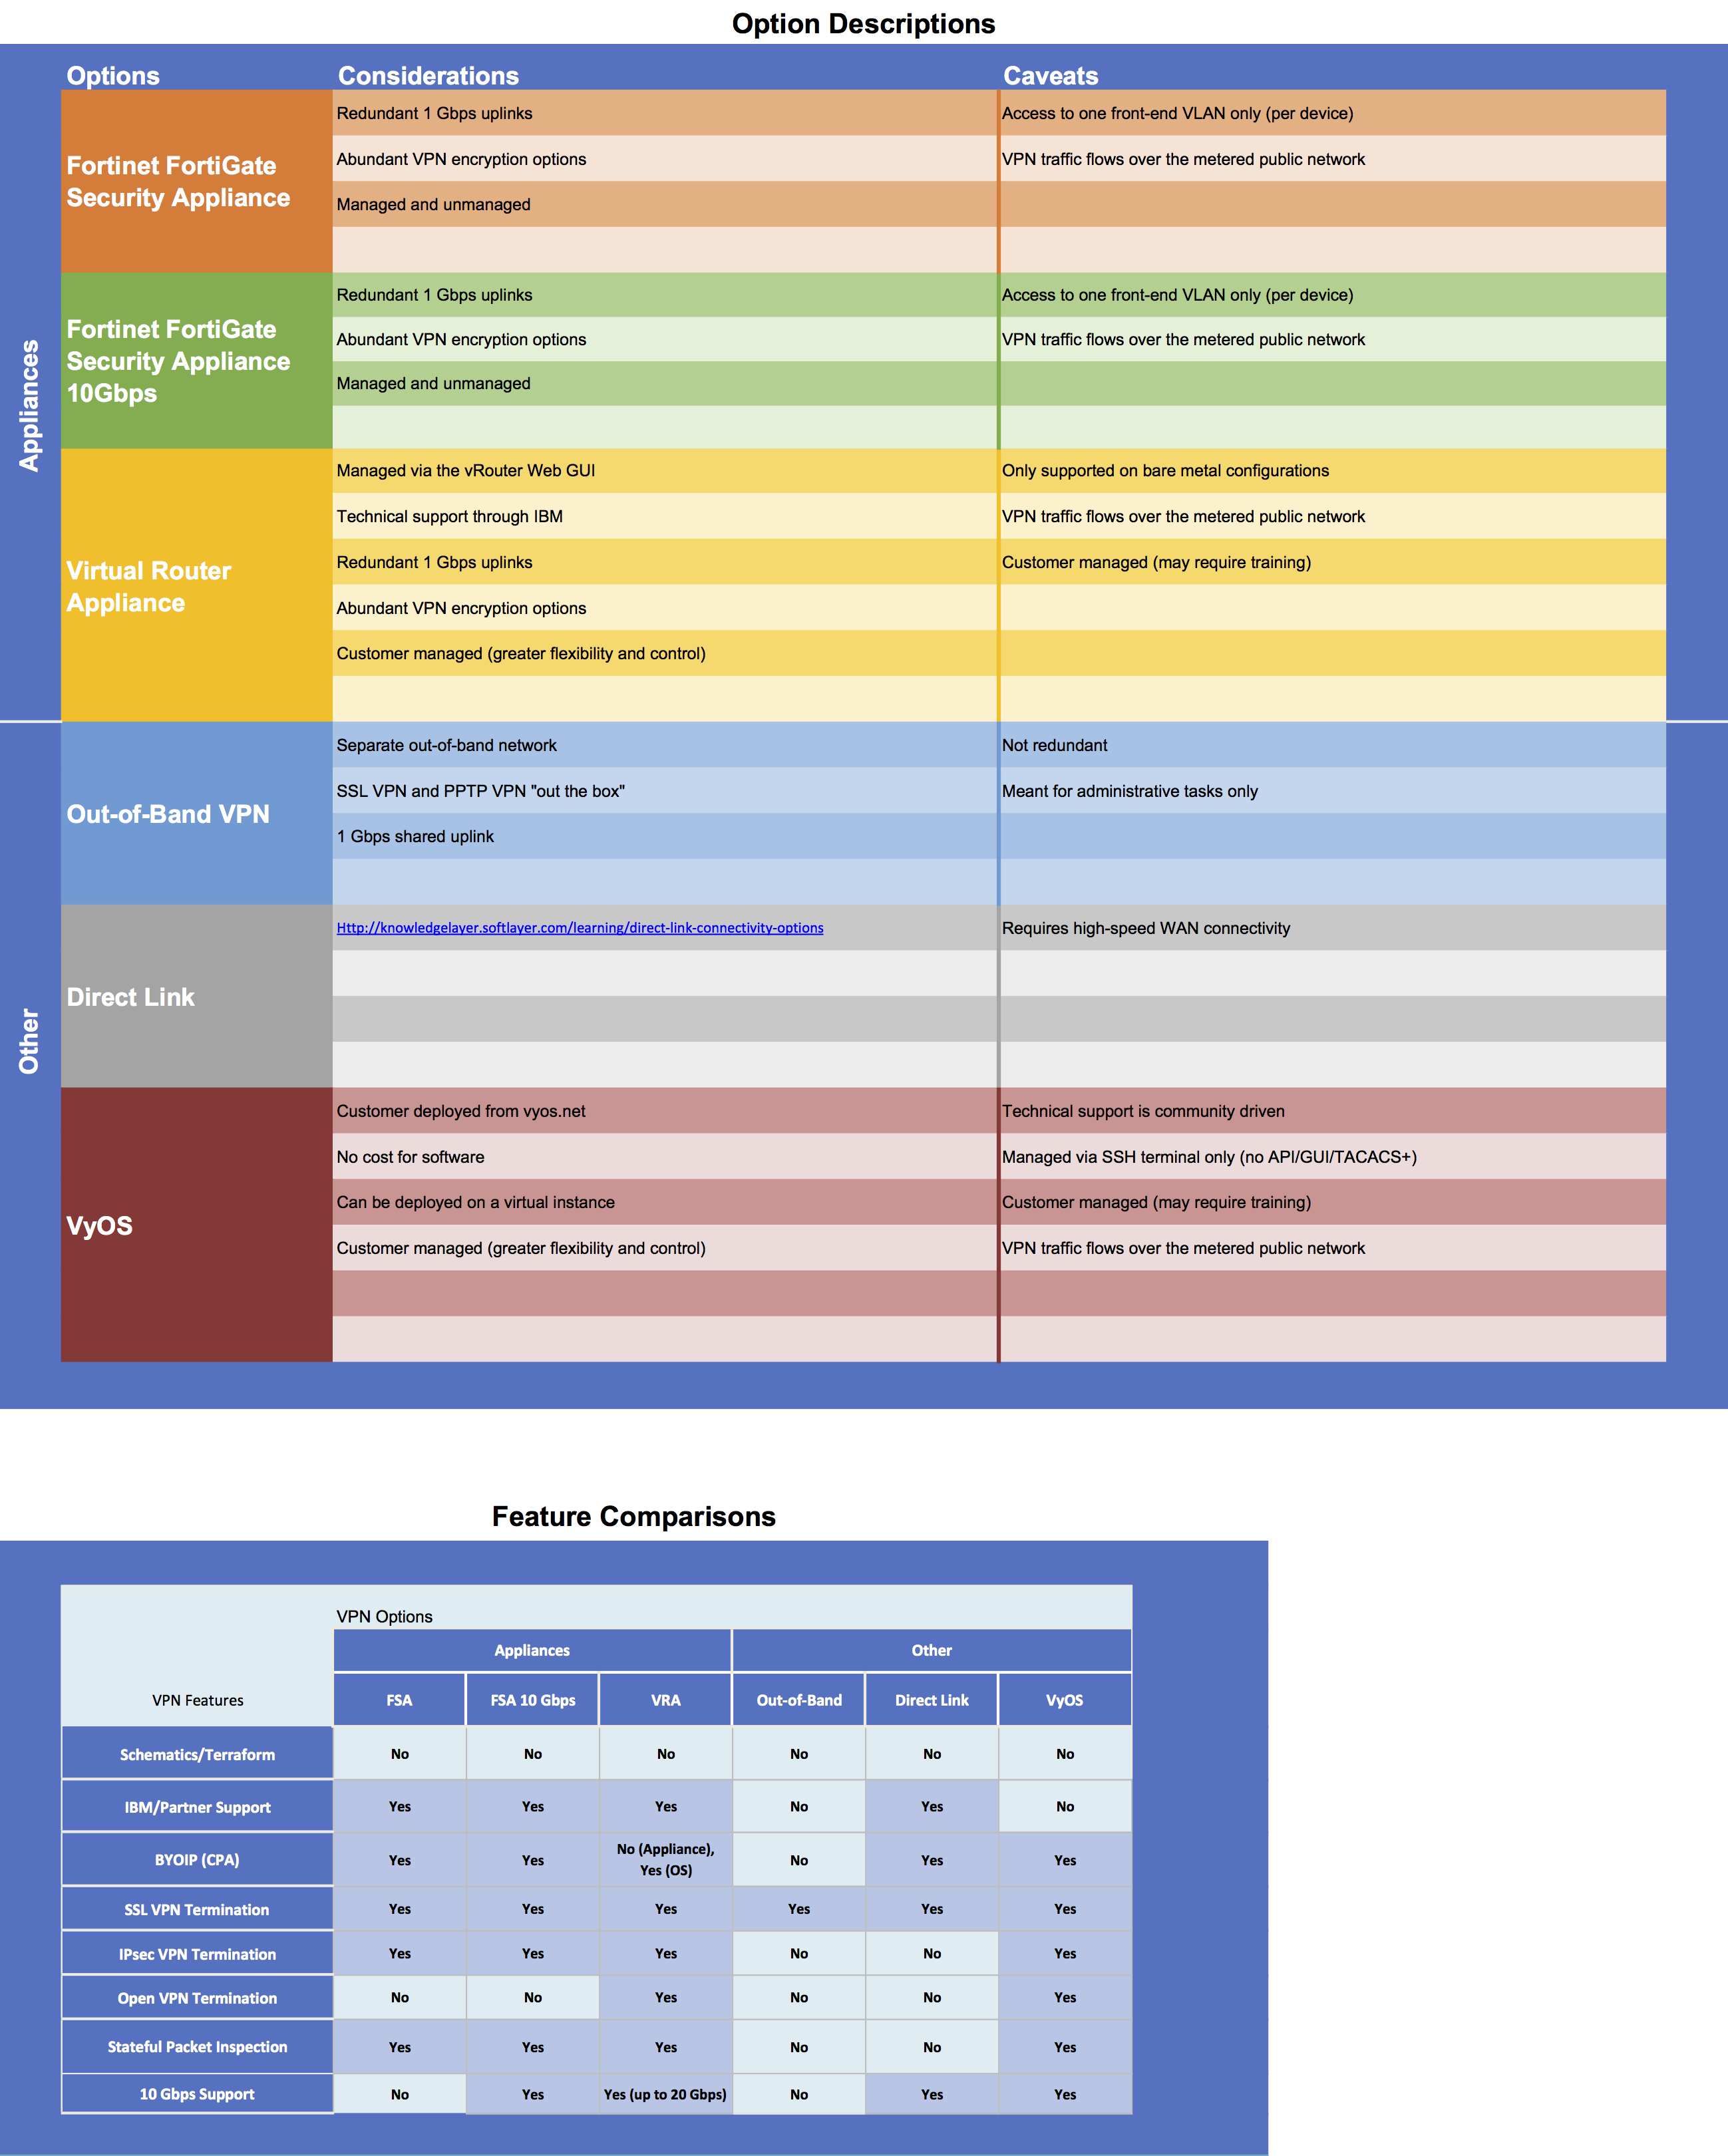 Option Descriptions
Options Considerations Caveats
Appliances
Fortinet FortiGate
Security Appliance
Redundant 1 Gbps uplinks Access to one front-end VLAN only (per device)
Abundant VPN encryption options VPN traffic flows over the metered public network
Managed and unmanaged
Fortinet FortiGate
Security Appliance
10Gbps
Redundant 1 Gbps uplinks Access to one front-end VLAN only (per device)
Abundant VPN encryption options VPN traffic flows over the metered public network
Managed and unmanaged
Virtual Router
Appliance
Managed via the vRouter Web GUI Only supported on bare metal configurations
Technical support through IBM VPN traffic flows over the metered public network
Redundant 1 Gbps uplinks Customer managed (may require training)
Abundant VPN encryption options
Customer managed (greater flexibility and control)
Other
Out-of-Band VPN
Separate out-of-band network Not redundant
SSL VPN and PPTP VPN "out the box" Meant for administrative tasks only
1 Gbps shared uplink
Direct Link
Http://knowledgelayer.softlayer.com/learning/direct-link-connectivity-options Requires high-speed WAN connectivity
VyOS
Customer deployed from vyos.net Technical support is community driven
No cost for software Managed via SSH terminal only (no API/GUI/TACACS+)
Can be deployed on a virtual instance Customer managed (may require training)
Customer managed (greater flexibility and control) VPN traffic flows over the metered public network
Feature Comparisons
VPN Options
Appliances Other
VPN Features FSA FSA 10 Gbps VRA Out-of-Band Direct Link VyOS
Schematics/Terraform No No No No No No
IBM/Partner Support Yes Yes Yes No Yes No
BYOIP (CPA) Yes Yes No (Appliance), Yes (OS) No Yes Yes
SSL VPN Termination Yes Yes Yes Yes Yes Yes
IPsec VPN Termination Yes Yes Yes No No Yes
Open VPN Termination No No Yes No No Yes
Stateful Packet Inspection Yes Yes Yes No No Yes
10 Gbps Support No Yes Yes (up to 20 Gbps) No Yes Yes